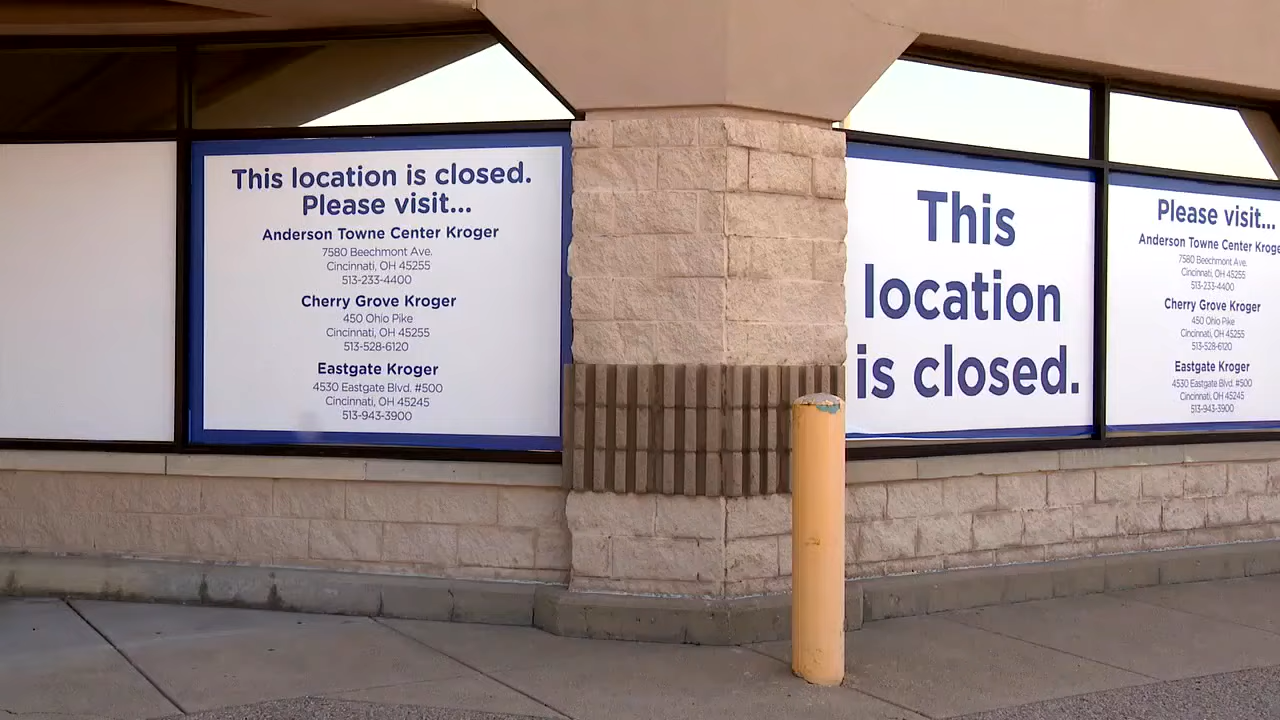 This location is closed.
Please visit...
Anderson Towne Center Kroger
7580 Beechmont Ave.
Cincinnati, OH 45255
513-233-4400
Cherry Grove Kroger
450 Ohio Pike
Cincinnati, OH 45255
513-528-6120
Eastgate Kroger
4530 Eastgate Blvd. #500
Cincinnati, OH 45245
513-943-3900
This
location
is closed.
Please visit...
Anderson Towne Center Kroge
7580 Beechmont Ave.
Cincinnati, OH 45255
513-233-4400
Cherry Grove Kroger
450 Ohio Pike
Cincinnati, OH 45255
513-528-6120
Eastgate Kroger
4530 Eastgate Blvd. #500
Cincinnati, OH 45245
513-943-3900